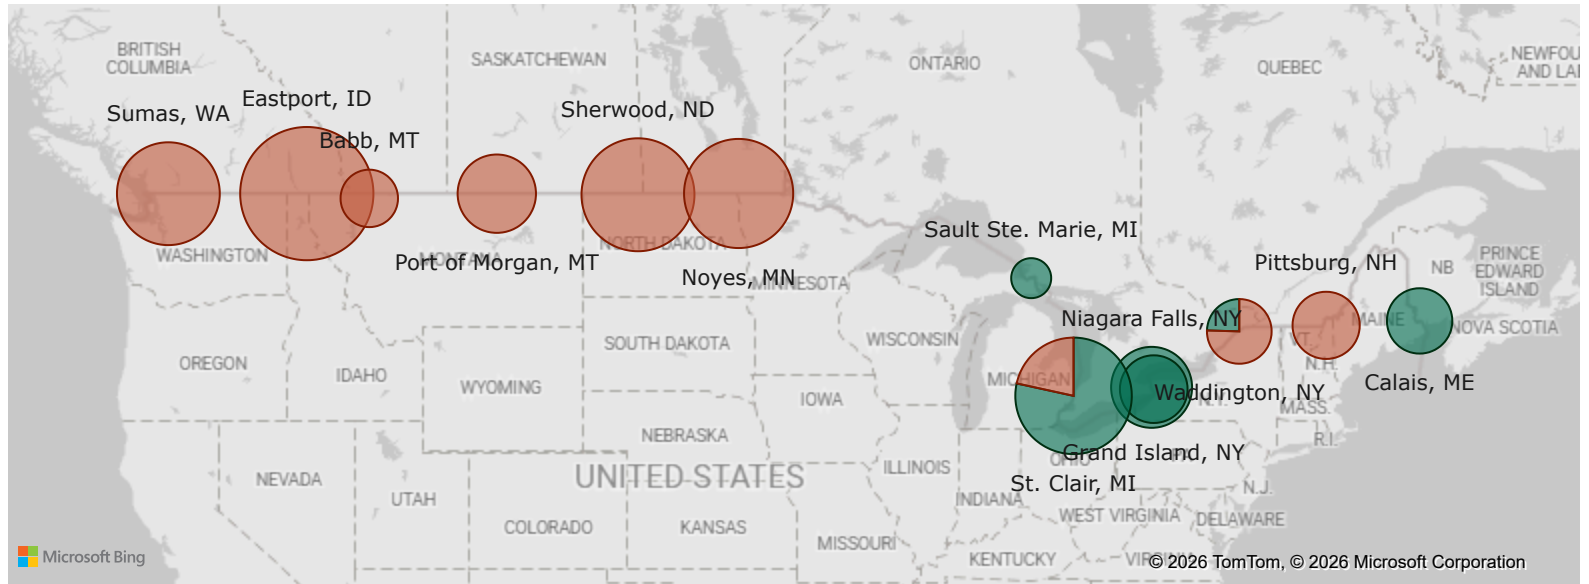 BRITISH
COLUMBIA
SASKATCHEWAN
ONTARIO
QUEBEC
NEWFOU
AND LA
Sumas, WA
Eastport, ID
Babb, MT
Sherwood, ND
Sault Ste. Marie, MI
Pittsburg, NH
NB
PRINCE
EDWARD
ISLAND
WASHINGTON
MONTANA
Port of Morgan, MT
NORTH DAKOTA
Noyes, MN
MINNESOTA
Niagara Falls, NY
MAINE
NOVA SCOTIA
VT.
N.H.
OREGON
IDAHO
WYOMING
SOUTH DAKOTA
WISCONSIN
MICHIGAN
Waddington, NY
N.Y.
MASS.
Calais, ME
R.I.
IOWA
NEBRASKA
Grand Island, NY
OHIO
PA
ILLINOIS
St. Clair, MI
N.J.
UNITED STATES
NEVADA
UTAH
COLORADO
KANSAS
MISSOURI
INDIANA
WEST VIRGINIA
DELAWARE
KENTUCKY
VIRGINIA
Microsoft Bing
© 2026 TomTom, © 2026 Microsoft Corporation